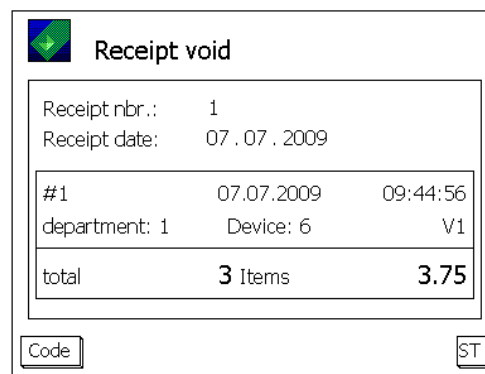 Receipt void
Receipt nbr.: 1
Receipt date: 07.07.2009
#1 07.07.2009 09:44:56
department: 1 Device: 6 V1
total 3 Items 3.75
Code ST